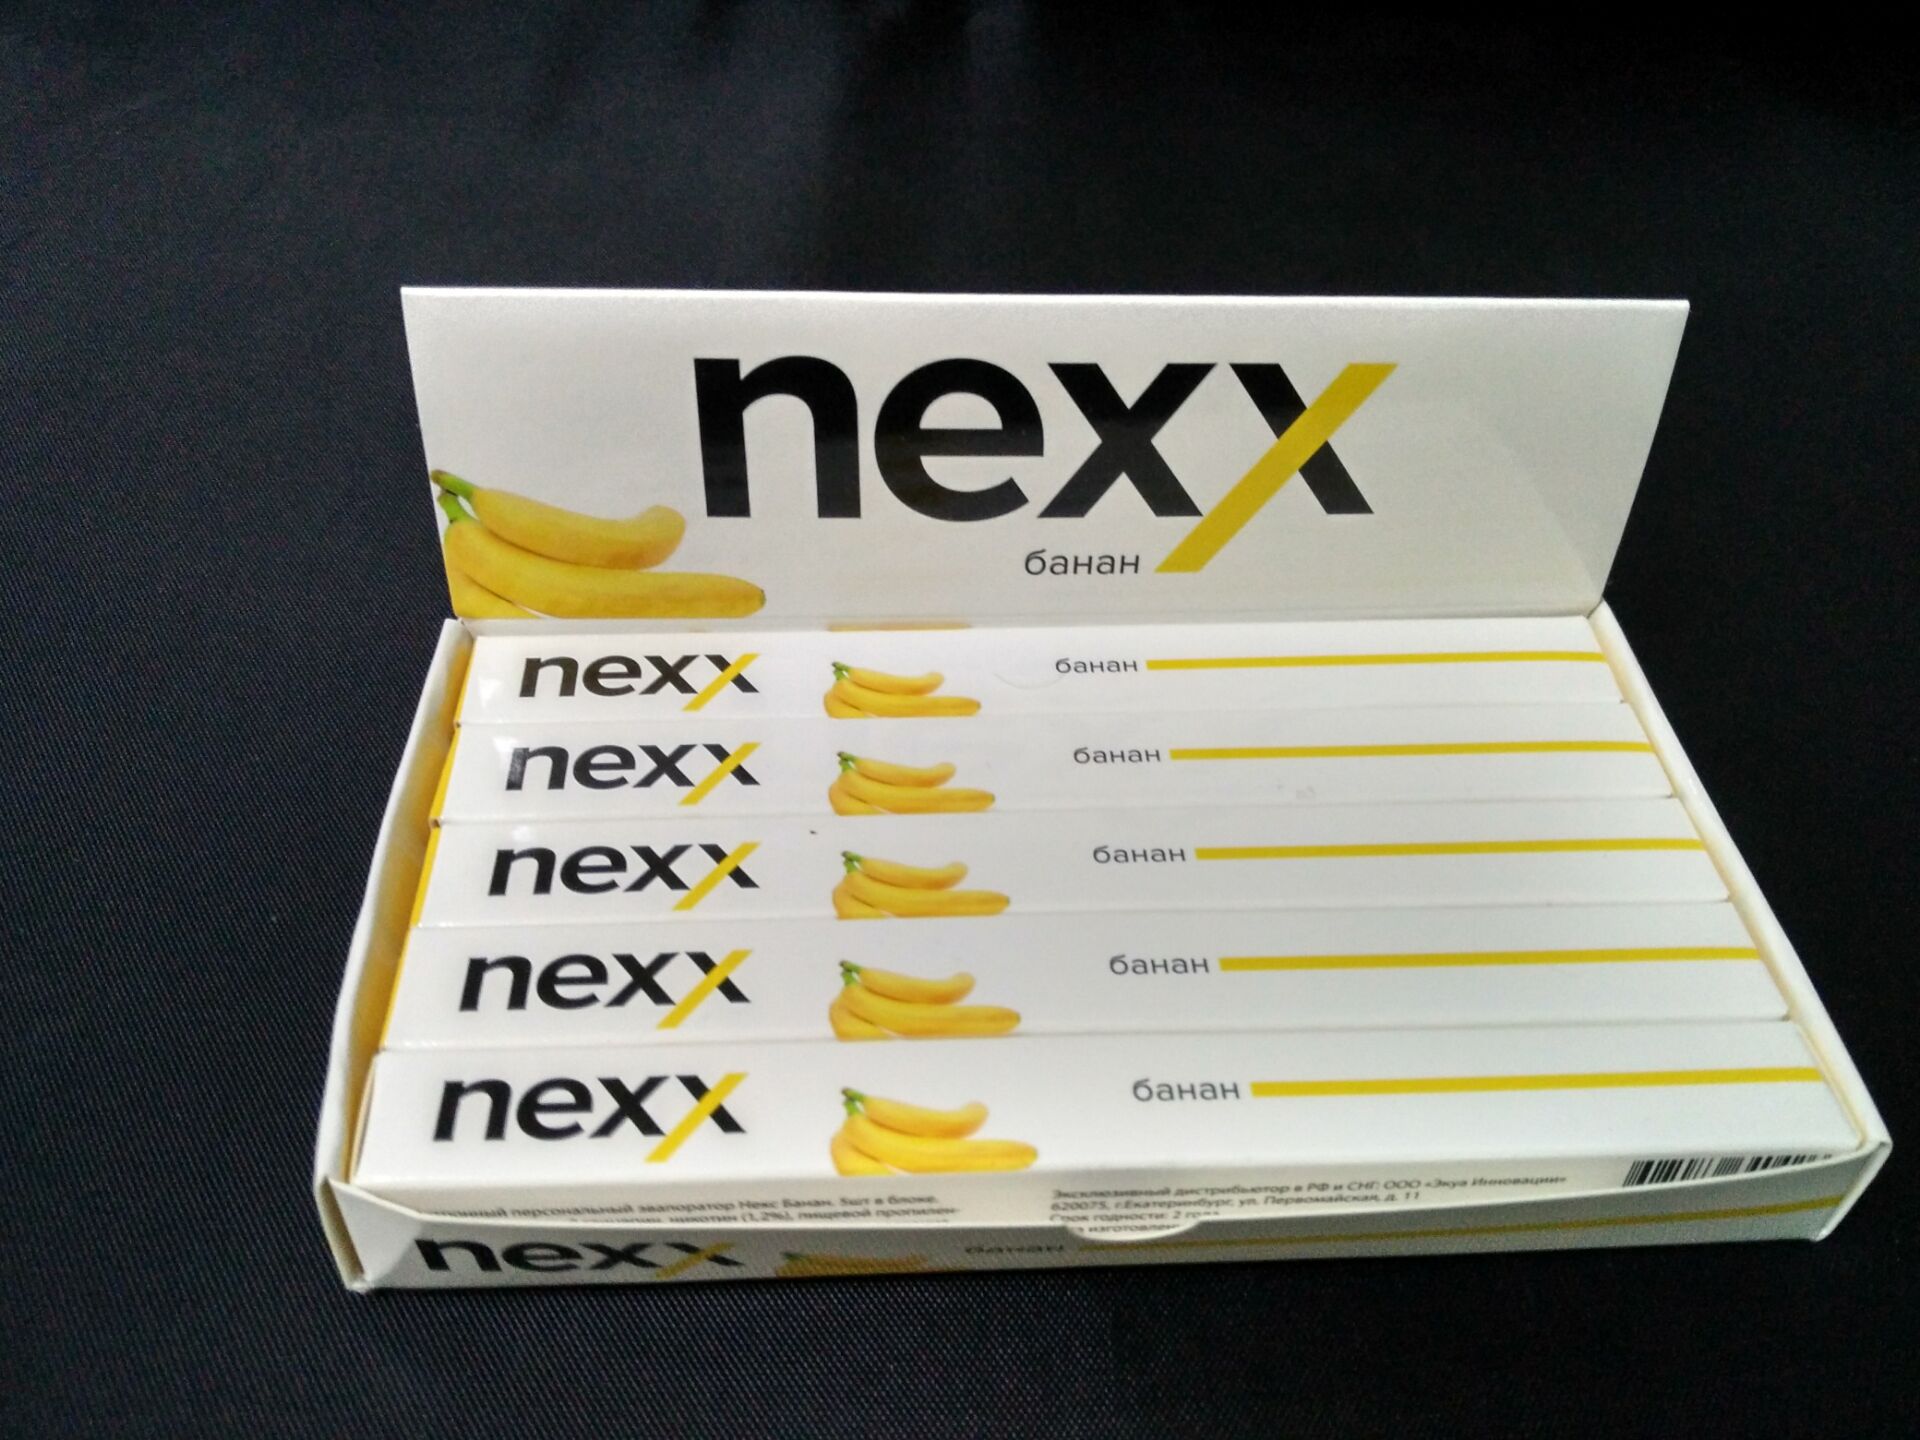 nexx
банан
nexx банан
nexx банан
nexx банан
nexx банан
nexx банан
персональный эвапоратор Некс Банан. 5шт в блоке.
никотин (1,2%), пищевой пропилен-
Эксклюзивный дистрибьютор в РФ и СНГ: ООО «Экуа Инновации»
620075, г.Екатеринбург, ул. Первомайская, д. 11
Срок годности: 2 года
nexx банан